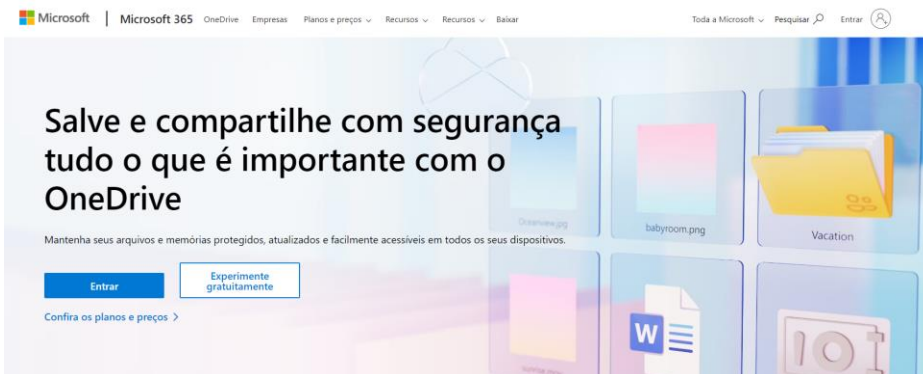 Microsoft | Microsoft 365 OneDrive Empresas Planos e preços Recursos Recursos Baixar Toda a Microsoft Pesquisar Entrar
Salve e compartilhe com segurança
tudo o que é importante com o
OneDrive
Mantenha seus arquivos e memórias protegidos, atualizados e facilmente acessíveis em todos os seus dispositivos.
Entrar
Experimente
gratuitamente
Confira os planos e preços >
Oceanview.jpg
babyroom.png
Vacation
W